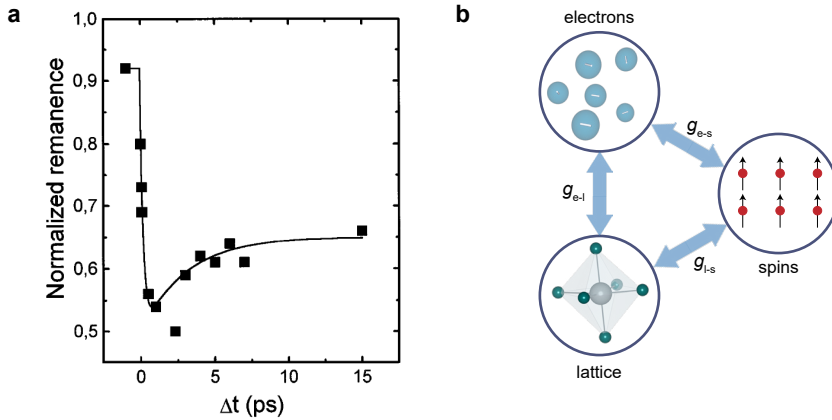 a
1,0
0,9
0,8
0,7
0,6
0,5
Normalized remanence
0
5
10
15
Δt (ps)
b
electrons
g e-s
g e-l
g l-s
spins
lattice